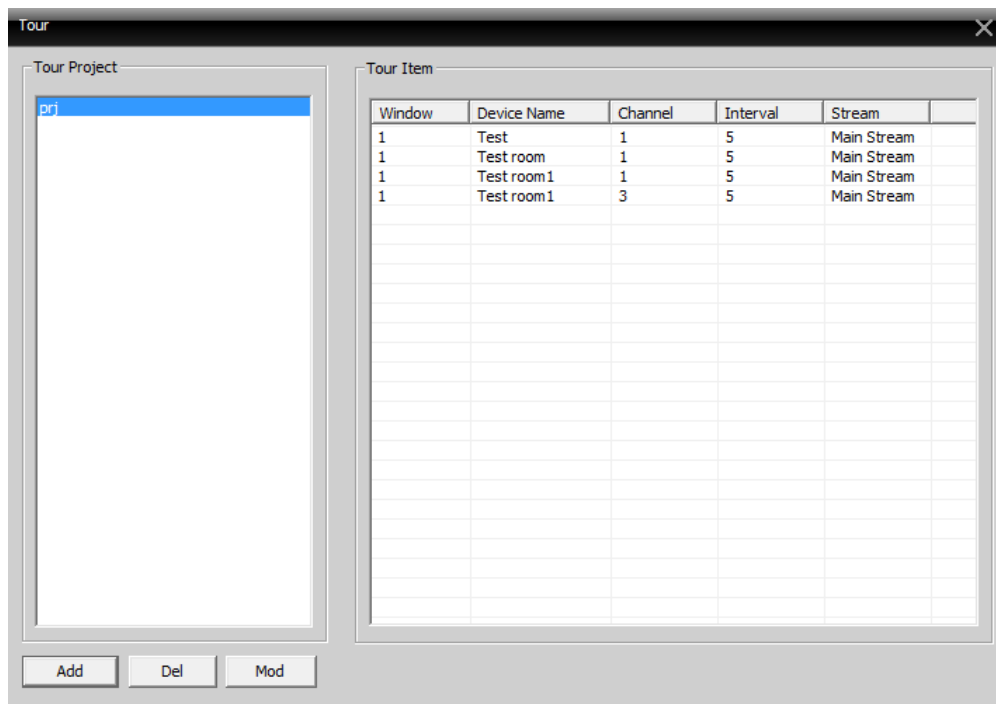 Tour
Tour Project
prj
Tour Item
Window Device Name Channel Interval Stream
1 Test 1 5 Main Stream
1 Test room 1 5 Main Stream
1 Test room1 1 5 Main Stream
1 Test room1 3 5 Main Stream
Add Del Mod